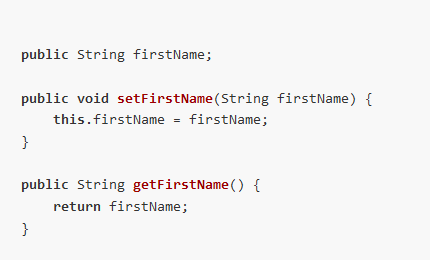 public String firstName;
public void setFirstName(String firstName) {
    this.firstName = firstName;
}
public String getFirstName() {
    return firstName;
}